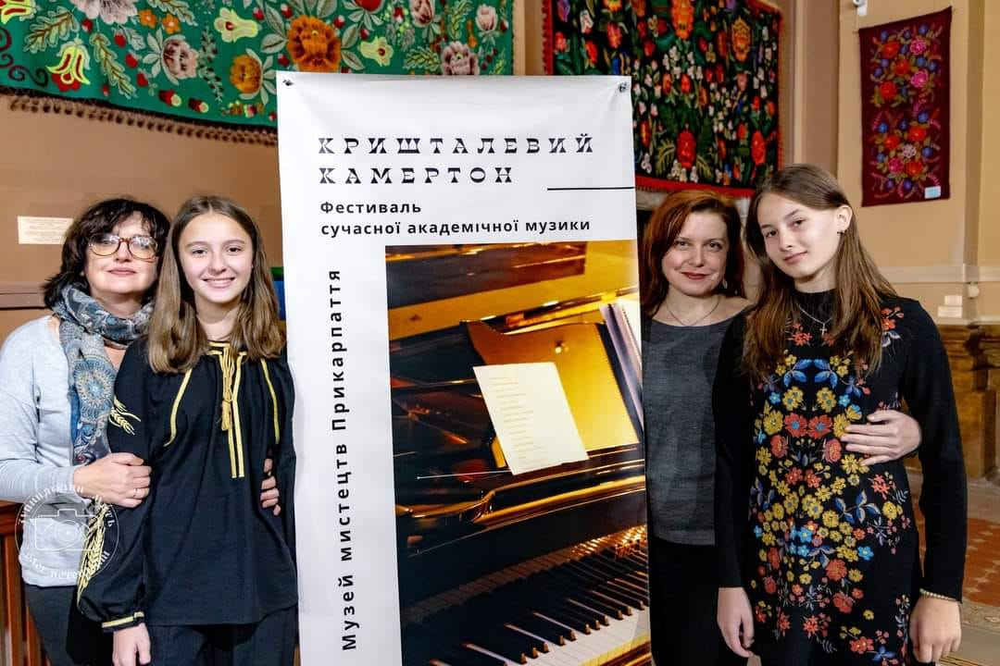 КРИШТАЛЕВИЙ
КАМЕРТОН
Фестиваль
сучасної академічної музики
Музей мистецтв Прикарпаття